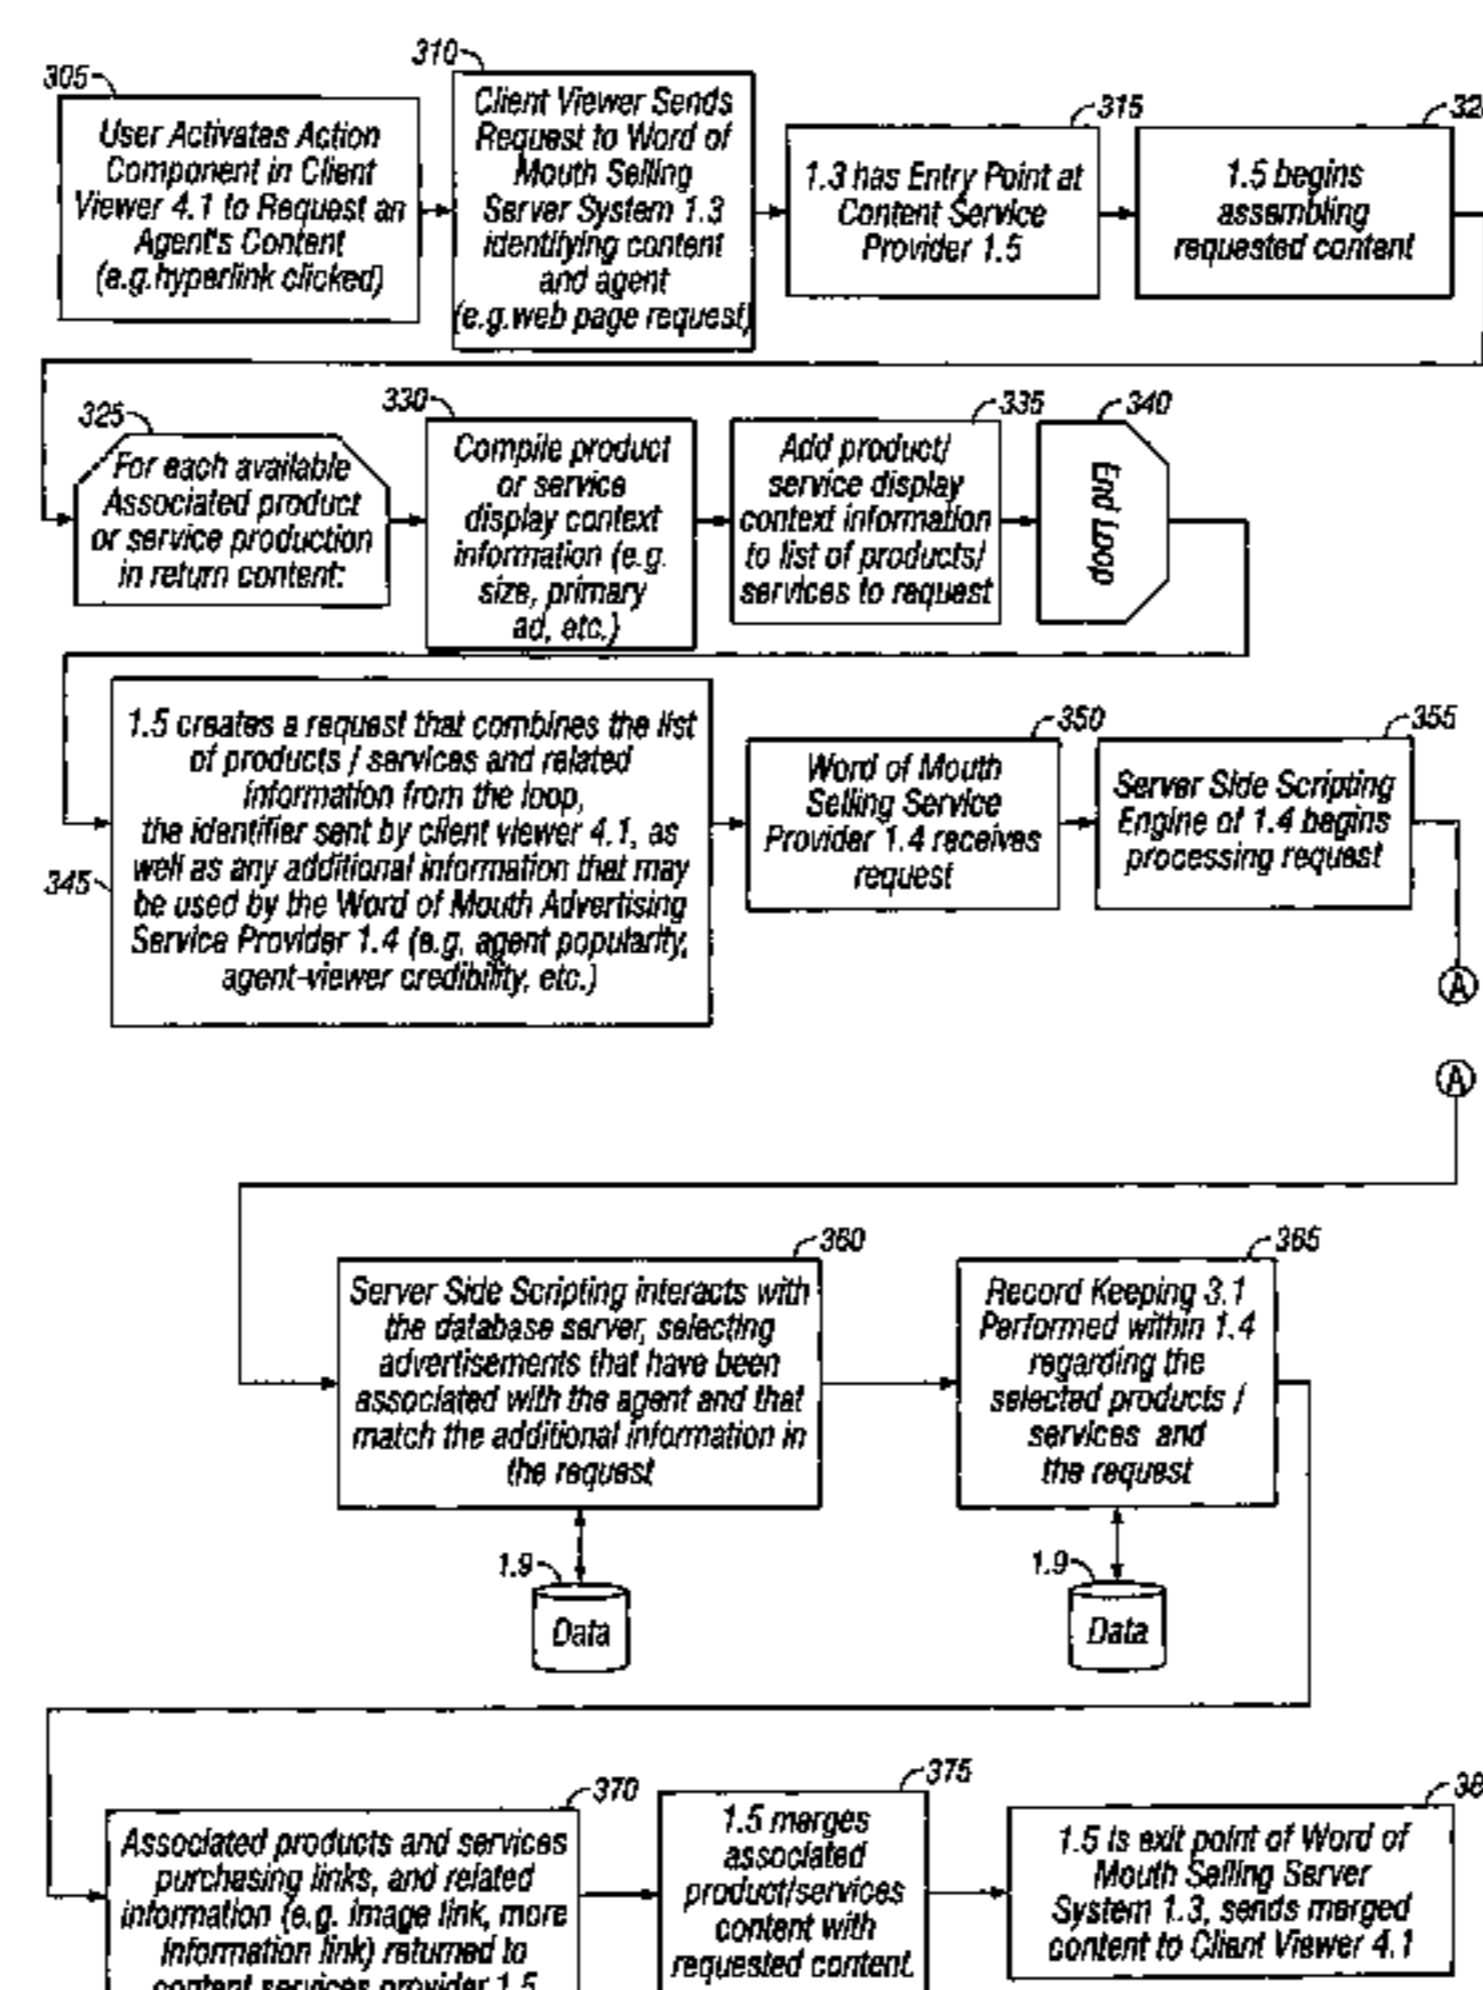 305
User Activates Action
Component in Client
Viewer 4.1 to Request an
Agent's Content
(e.g.hyperlink clicked)
310
Client Viewer Sends
Request to Word of
Mouth Selling
Server System 1.3
identifying content
and agent
(e.g.web page request)
315
1.3 has Entry Point at
Content Service
Provider 1.5
1.5 begins
assembling
requested content
325
For each available
Associated product
or service production
in return content:
330
Compile product
or service
display context
information (e.g.
size, primary
ad, etc.)
335
Add product/
service display
context information
to list of products/
services to request
340
End Loop
345
1.5 creates a request that combines the list
of products / services and related
information from the loop,
the identifier sent by client viewer 4.1, as
well as any additional information that may
be used by the Word of Mouth Advertising
Service Provider 1.4 (e.g. agent popularity,
agent-viewer credibility, etc.)
350
Word of Mouth
Selling Service
Provider 1.4 receives
request
355
Server Side Scripting
Engine of 1.4 begins
processing request
A
A
360
Server Side Scripting interacts with
the database server, selecting
advertisements that have been
associated with the agent and that
match the additional information in
the request
365
Record Keeping 3.1
Performed within 1.4
regarding the
selected products /
services and
the request
1.9
Data
1.9
Data
370
Associated products and services
purchasing links, and related
information (e.g. image link, more
information link) returned to
content services provider 1.5
375
1.5 merges
associated
product/services
content with
requested content.
1.5 is exit point of Word of
Mouth Selling Server
System 1.3, sends merged
content to Client Viewer 4.1